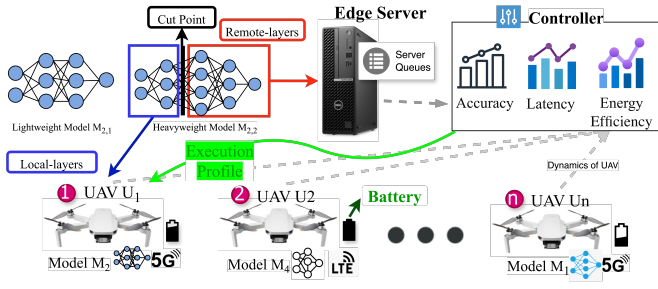 Cut Point
Edge Server
Controller
Remote-layers
Server
Queues
Accuracy
Latency
Energy
Efficiency
Lightweight Model M2,1
Heavyweight Model M2,2
DELL
Local-layers
Execution
Profile
Dynamics of UAV
1
UAV U1
2
UAV U2
Battery
n
UAV Un
Model M2
5G
Model M4
LTE
Model M1
5G